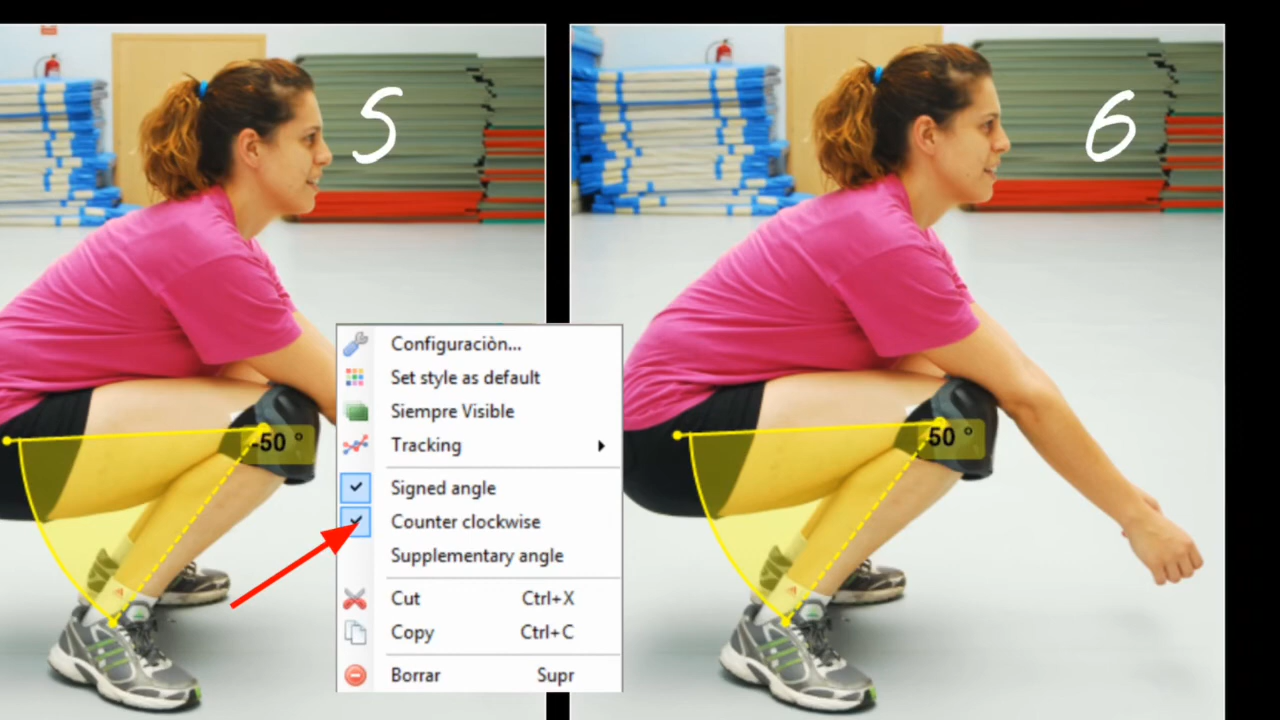 5
6
Configuraciòn...
Set style as default
Siempre Visible
Tracking
-50 °
50 °
Signed angle
Counter clockwise
Supplementary angle
Cut Ctrl+X
Copy Ctrl+C
Borrar Supr